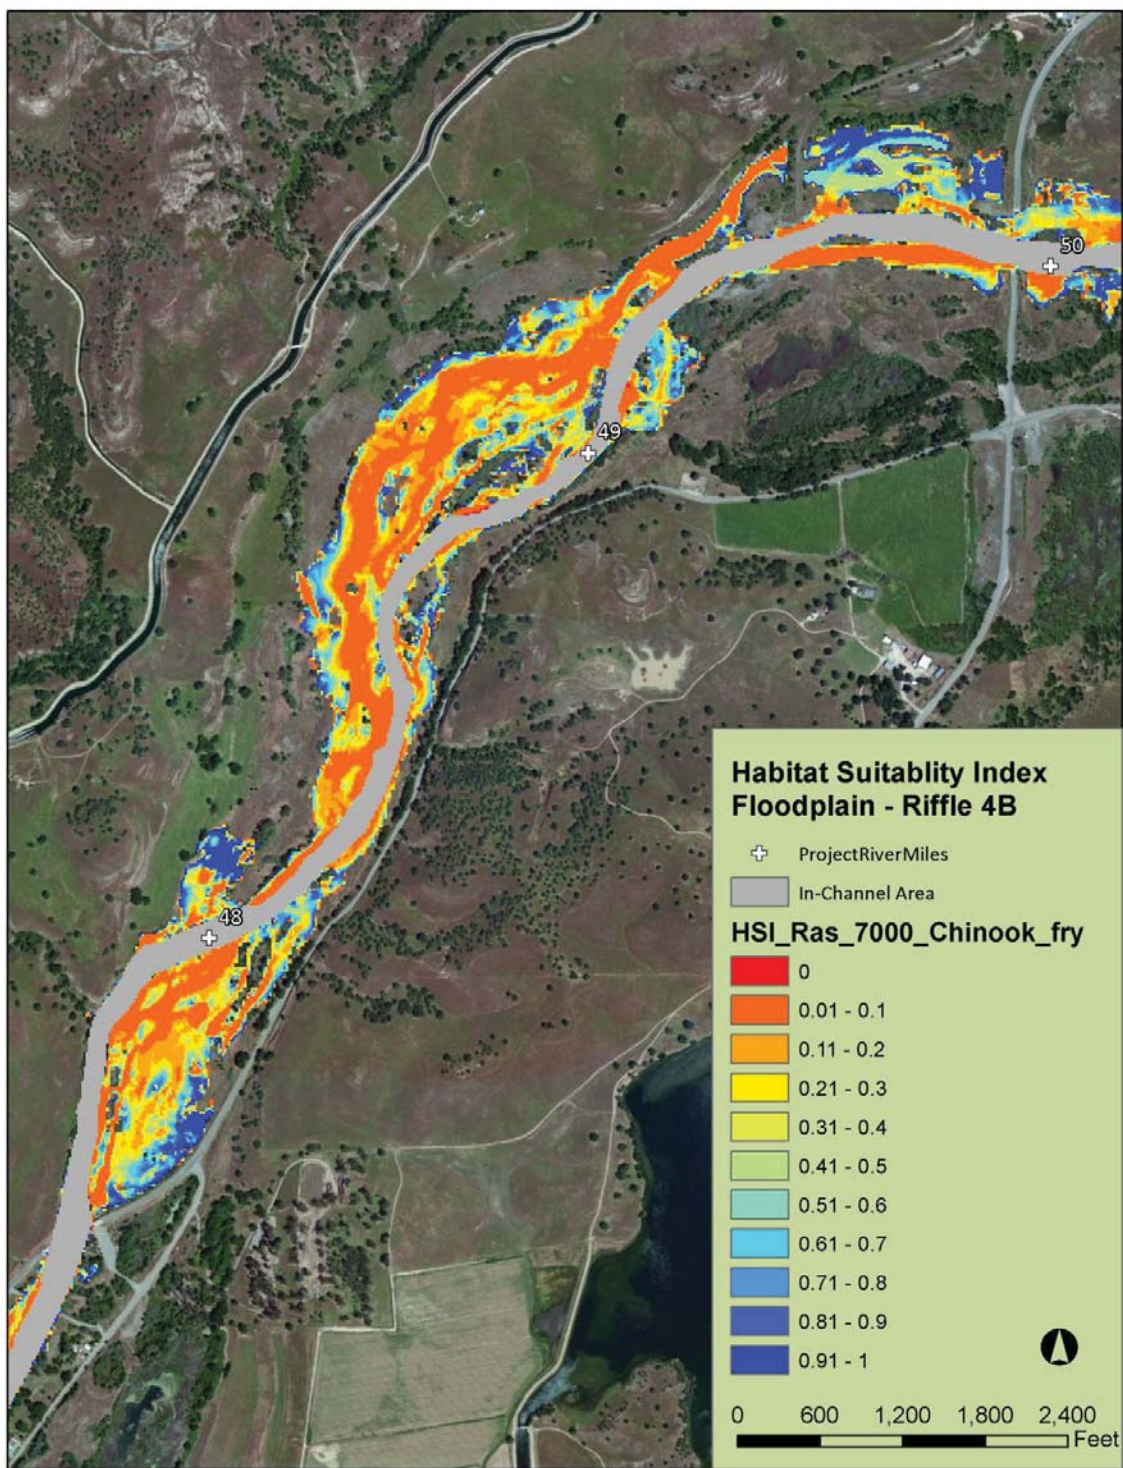 50
49
48
Habitat Suitablity Index
Floodplain - Riffle 4B
ProjectRiverMiles
In-Channel Area
HSI_Ras_7000_Chinook_fry
0
0.01 - 0.1
0.11 - 0.2
0.21 - 0.3
0.31 - 0.4
0.41 - 0.5
0.51 - 0.6
0.61 - 0.7
0.71 - 0.8
0.81 - 0.9
0.91 - 1
0 600 1,200 1,800 2,400
Feet